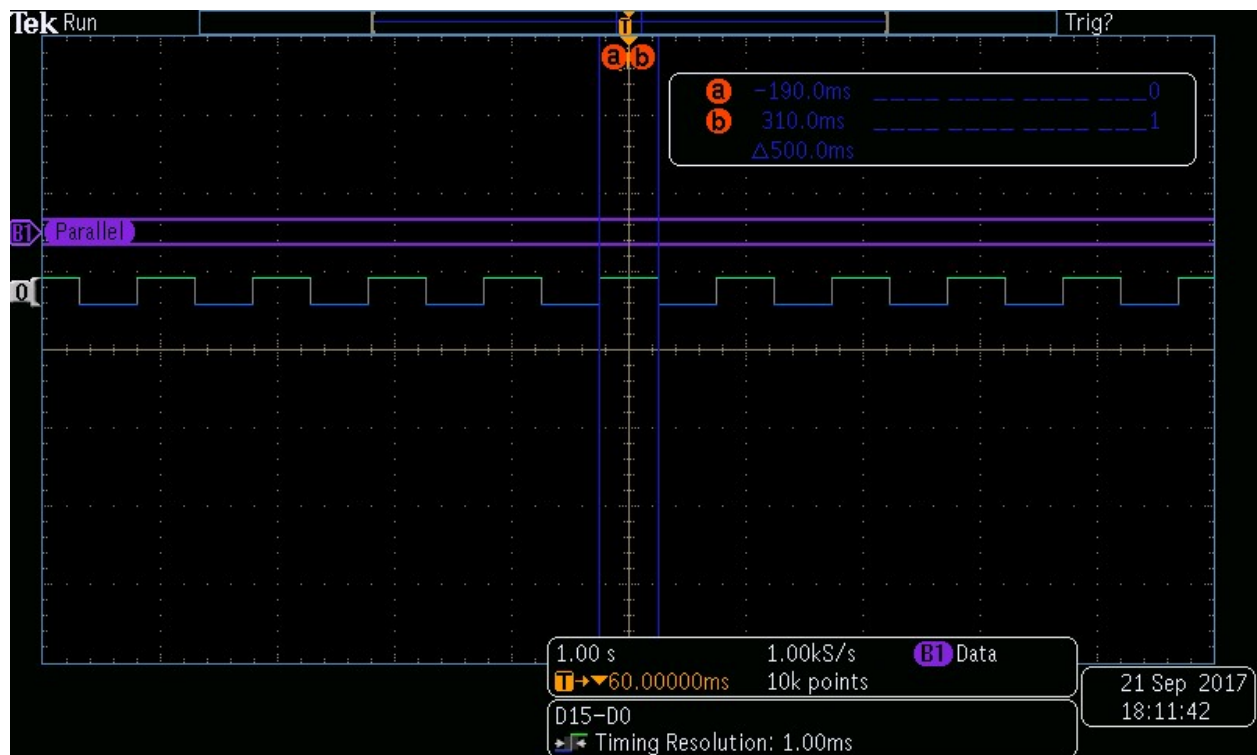 Tek Run
T
Trig?
a b
a -190.0ms ____ ____ ____ ___0
b 310.0ms ____ ____ ____ ___1
△500.0ms
B1 Parallel
0
1.00 s 1.00kS/s B1 Data
T→▼60.00000ms 10k points
D15-D0
Timing Resolution: 1.00ms
21 Sep 2017
18:11:42